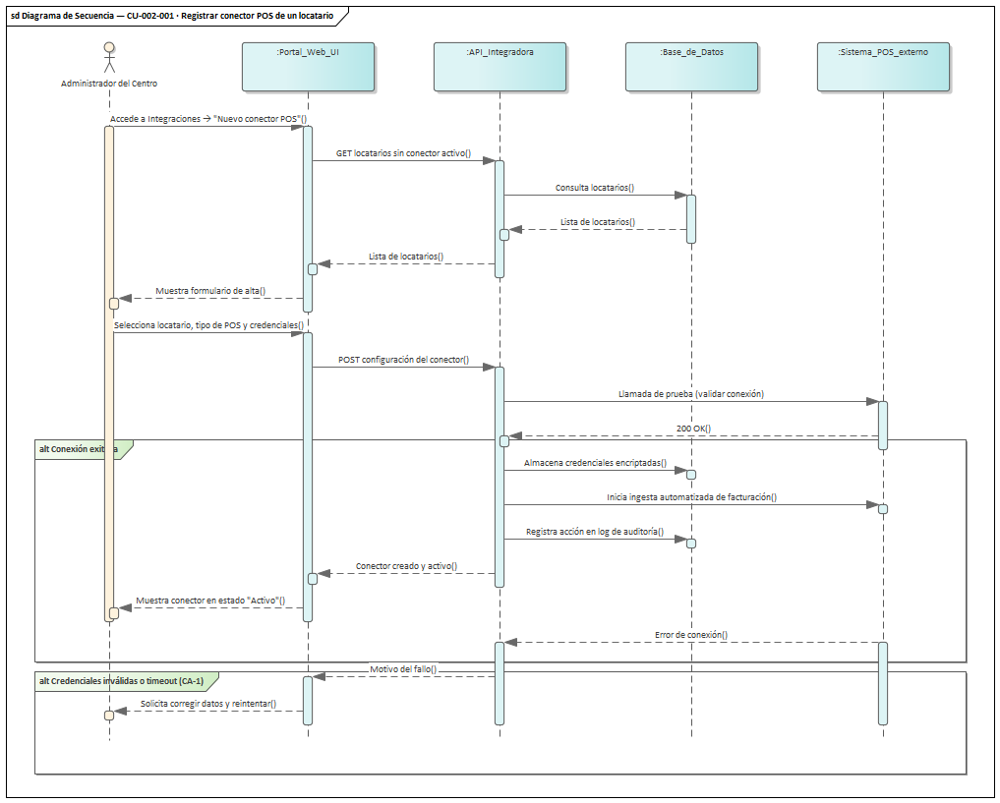 sd Diagrama de Secuencia — CU-002-001 · Registrar conector POS de un locatario
Administrador del Centro
:Portal_Web_UI
:API_Integradora
:Base_de_Datos
:Sistema_POS_externo
Accede a Integraciones → "Nuevo conector POS"()
GET locatarios sin conector activo()
Consulta locatarios()
Lista de locatarios()
Lista de locatarios()
Muestra formulario de alta()
Selecciona locatario, tipo de POS y credenciales()
POST configuración del conector()
Llamada de prueba (validar conexión)
200 OK()
alt Conexión exitosa
Almacena credenciales encriptadas()
Inicia ingesta automatizada de facturación()
Registra acción en log de auditoría()
Conector creado y activo()
Muestra conector en estado "Activo"()
Error de conexión()
Motivo del fallo()
alt Credenciales inválidas o timeout (CA-1)
Solicita corregir datos y reintentar()